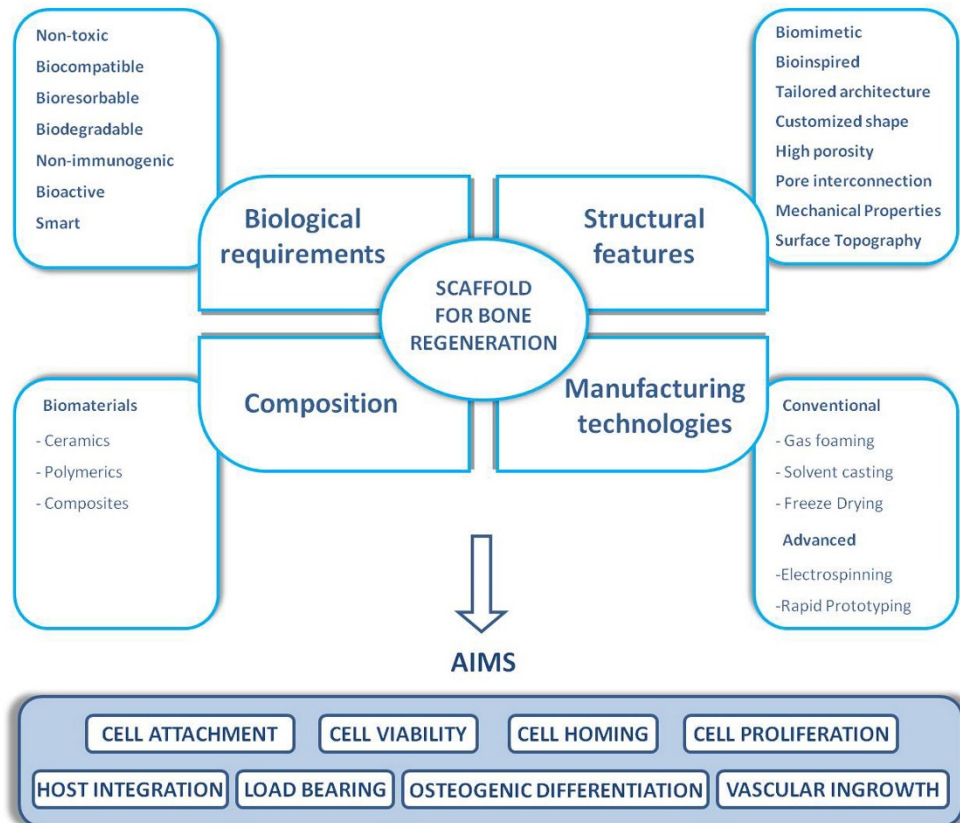 Non-toxic
Biocompatible
Bioresorbable
Biodegradable
Non-immunogenic
Bioactive
Smart
Biomimetic
Bioinspired
Tailored architecture
Customized shape
High porosity
Pore interconnection
Mechanical Properties
Surface Topography
Biological
requirements
Structural
features
SCAFFOLD
FOR BONE
REGENERATION
Composition
Manufacturing
technologies
Biomaterials
- Ceramics
- Polymerics
- Composites
Conventional
- Gas foaming
- Solvent casting
- Freeze Drying
Advanced
-Electrospinning
-Rapid Prototyping
AIMS
CELL ATTACHMENT
CELL VIABILITY
CELL HOMING
CELL PROLIFERATION
HOST INTEGRATION
LOAD BEARING
OSTEOGENIC DIFFERENTIATION
VASCULAR INGROWTH